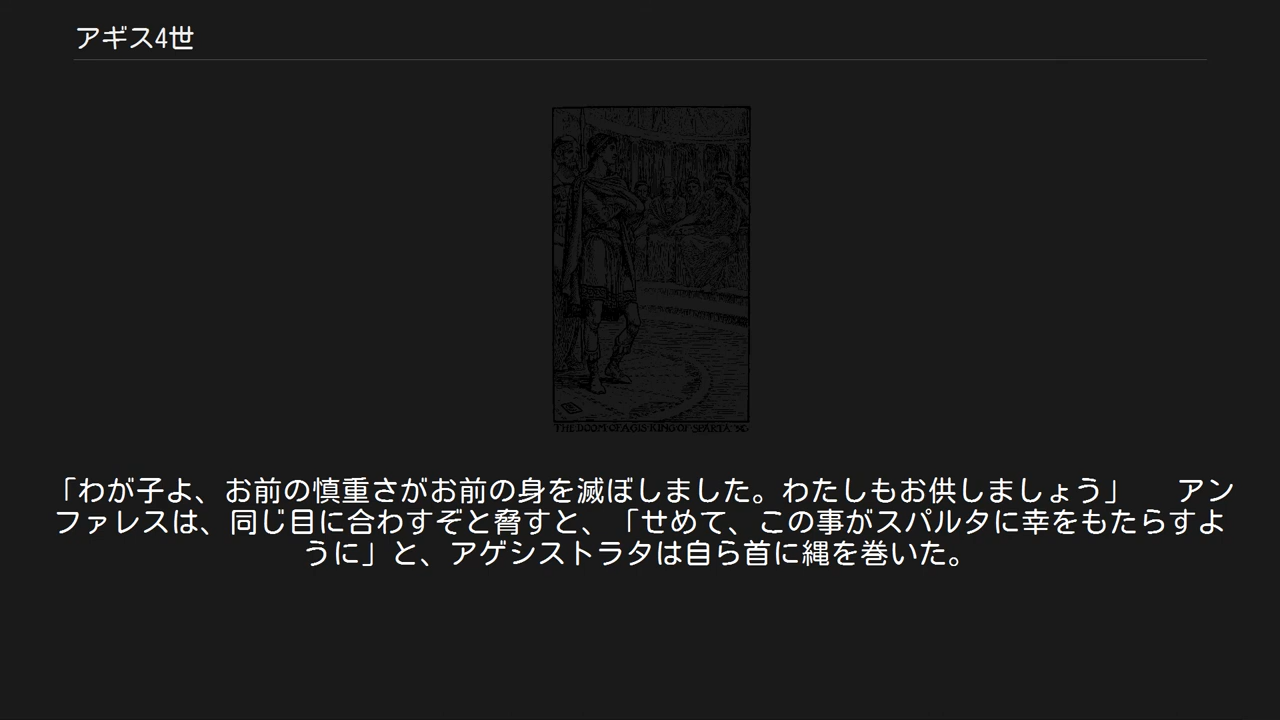 アギス4世
THE DOOM OF AGIS KING OF SPARTA
「わが子よ、お前の慎重さがお前の身を滅ぼしました。わたしもお供しましょう」　　アン
ファレスは、同じ目に合わすぞと脅すと、「せめて、この事がスパルタに幸をもたらすよ
うに」と、アゲシストラタは自ら首に縄を巻いた。